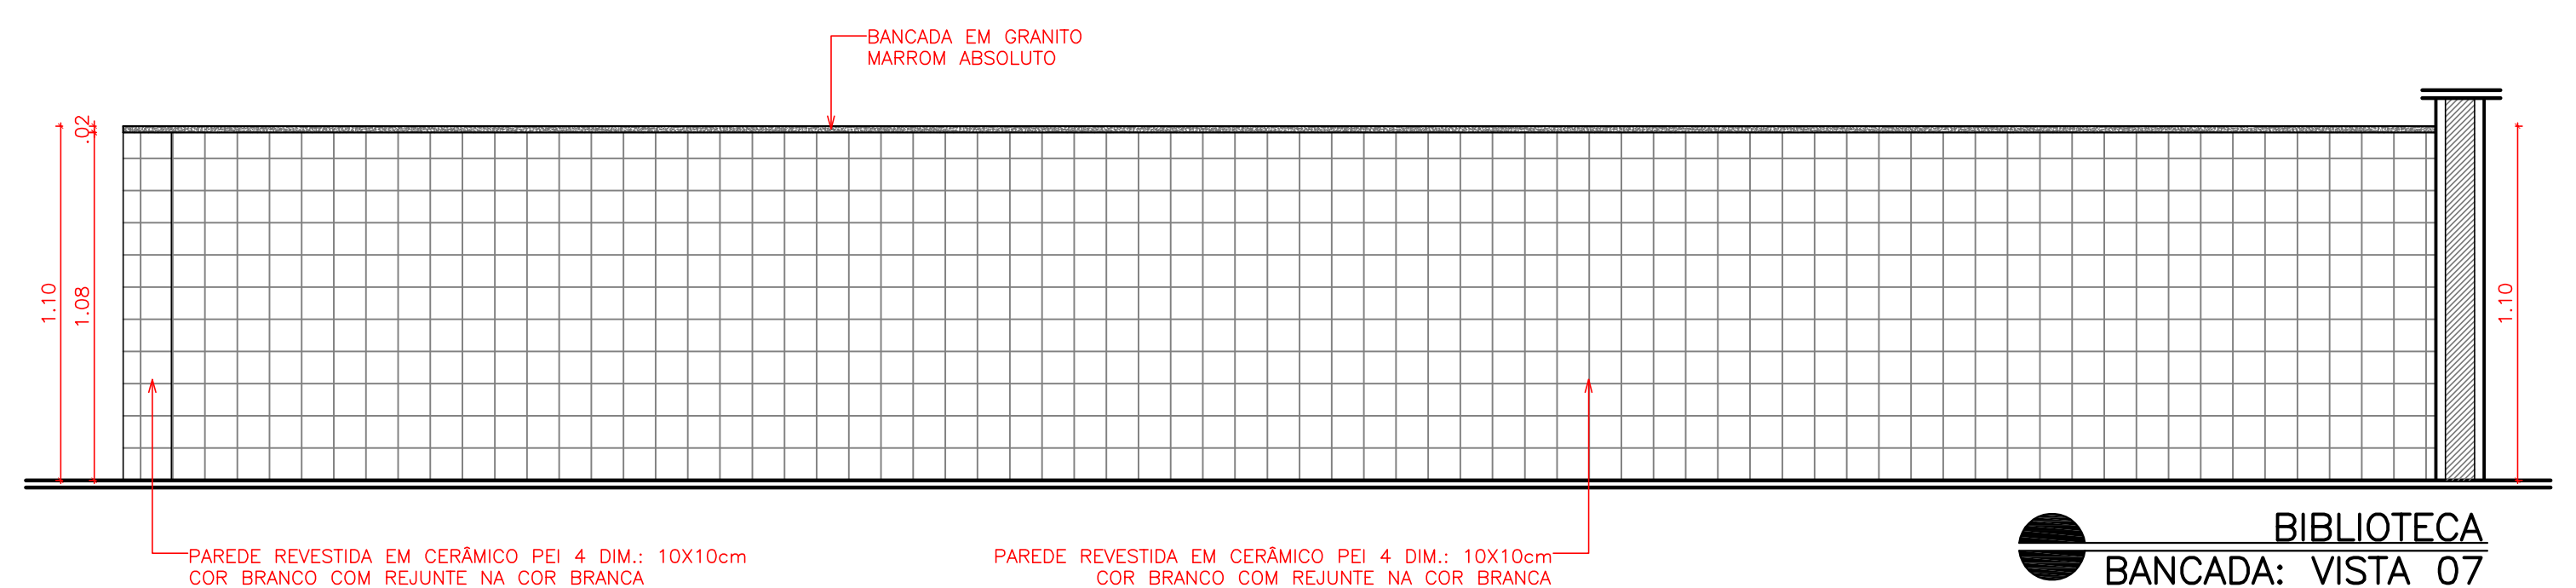 BANCADA EM GRANITO
MARROM ABSOLUTO
.02
1.10
1.08
1.10
PAREDE REVESTIDA EM CERÂMICO PEI 4 DIM.: 10X10cm
COR BRANCO COM REJUNTE NA COR BRANCA
PAREDE REVESTIDA EM CERÂMICO PEI 4 DIM.: 10X10cm
COR BRANCO COM REJUNTE NA COR BRANCA
BIBLIOTECA
BANCADA: VISTA 07